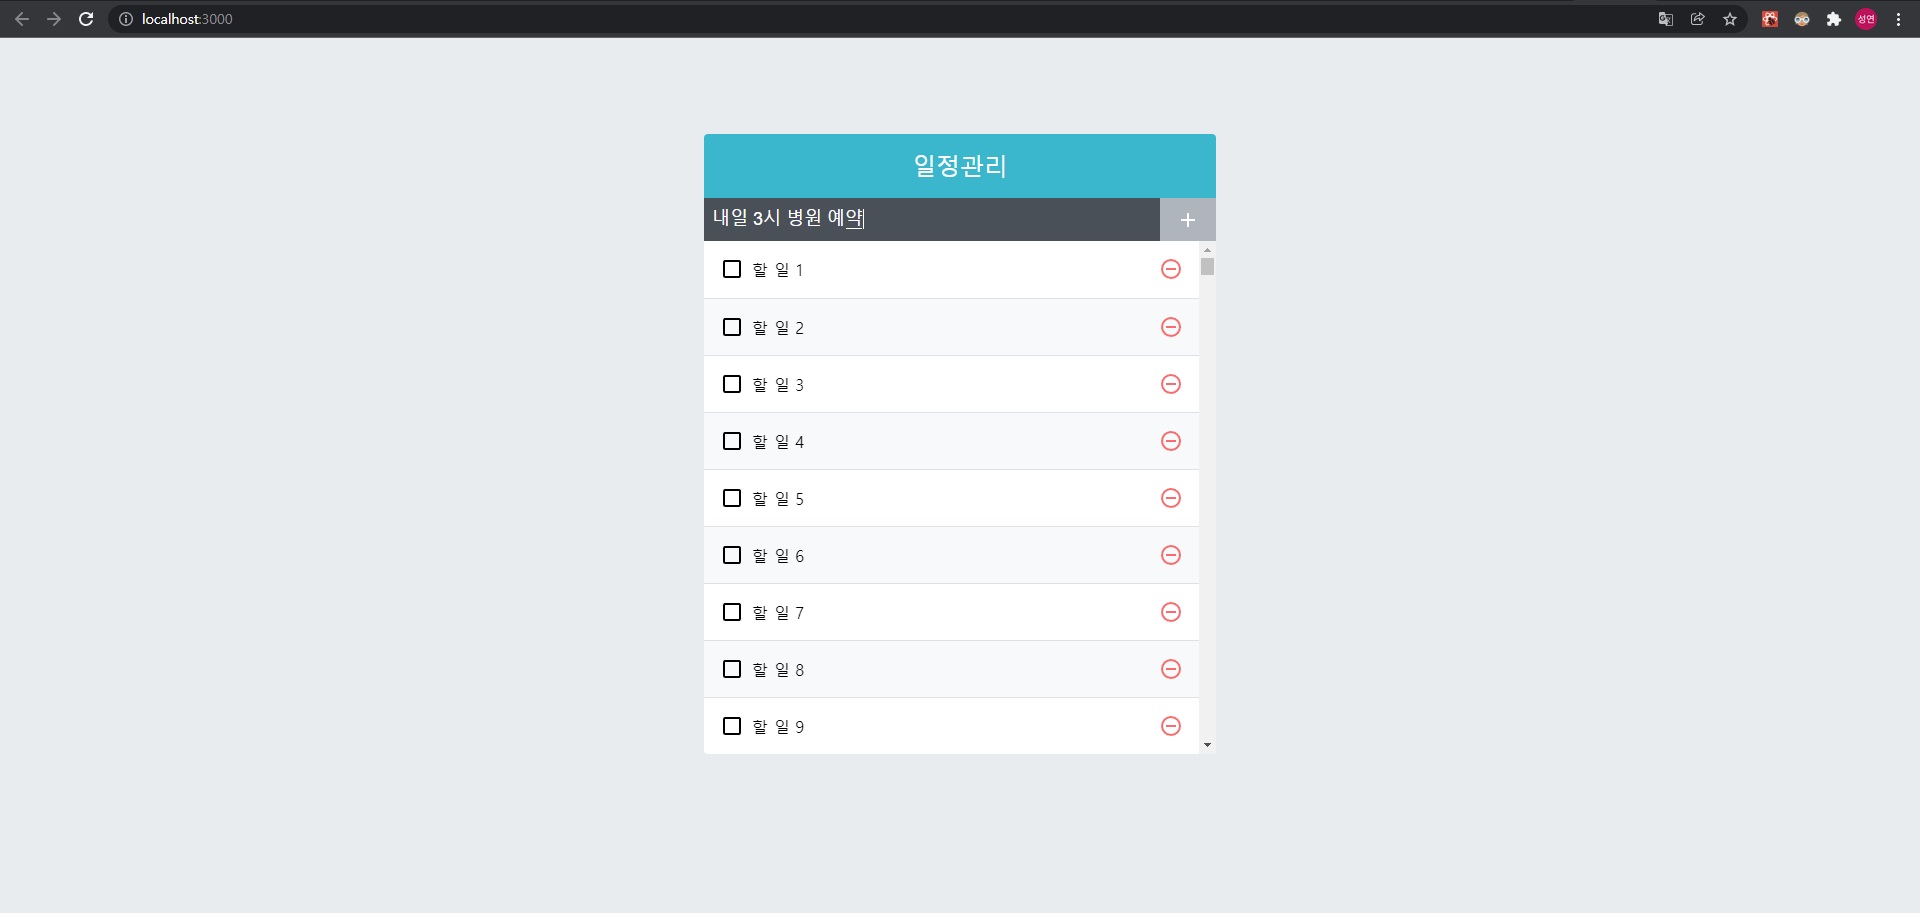 localhost:3000
성연
일정관리
내일 3시 병원 예약
할 일 1
할 일 2
할 일 3
할 일 4
할 일 5
할 일 6
할 일 7
할 일 8
할 일 9